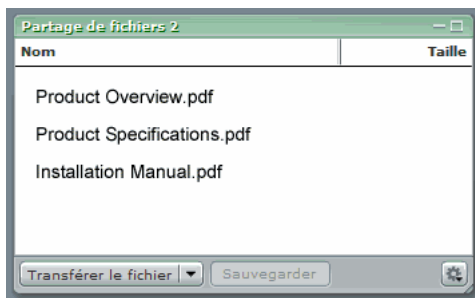 Partage de fichiers 2
Nom Taille
Product Overview.pdf
Product Specifications.pdf
Installation Manual.pdf
Transférer le fichier Sauvegarder